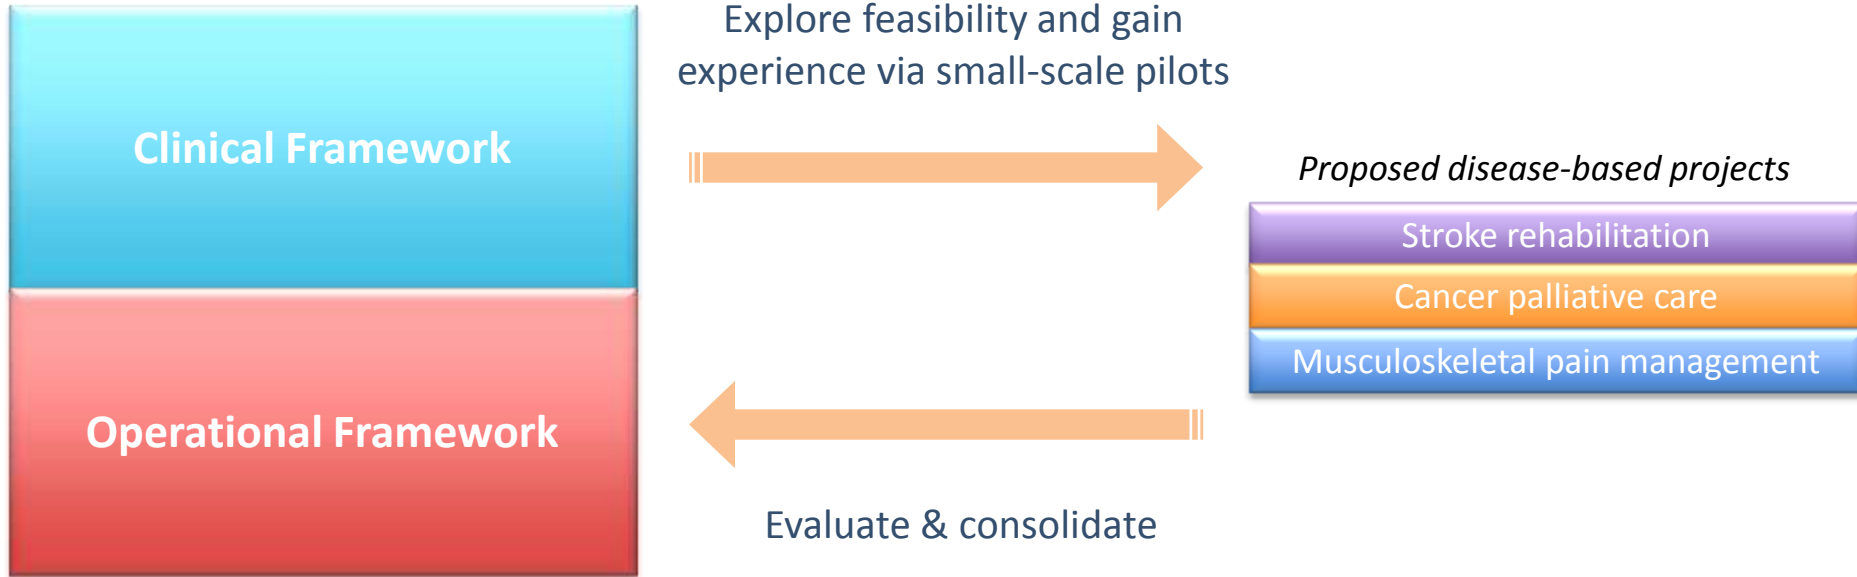 Explore feasibility and gain
experience via small-scale pilots
Clinical Framework
Proposed disease-based projects
Stroke rehabilitation
Cancer palliative care
Musculoskeletal pain management
Operational Framework
Evaluate & consolidate